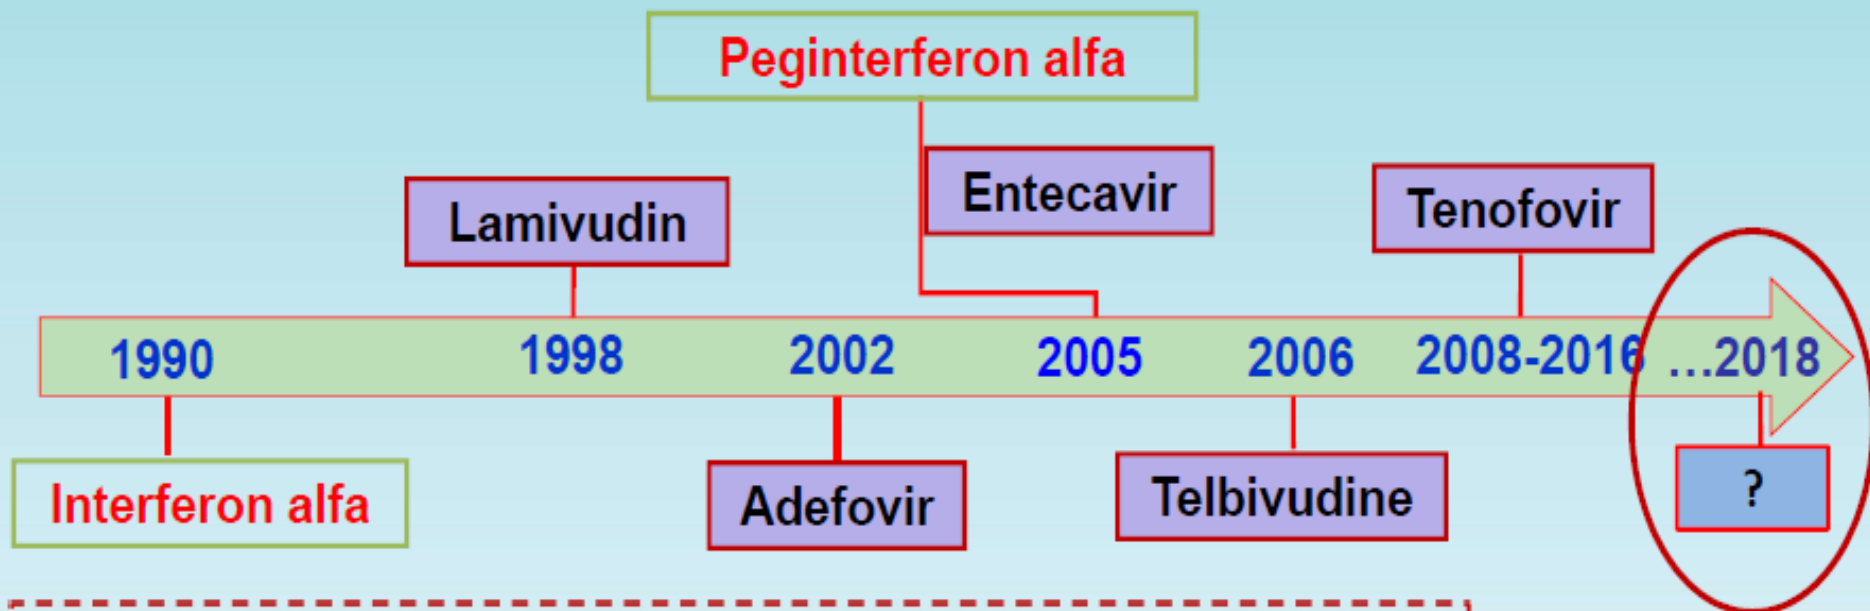 Peginterferon alfa
Entecavir
Lamivudin
Tenofovir
1990
1998
2002
2005
2006
2008-2016
...2018
Interferon alfa
Adefovir
Telbivudine
?